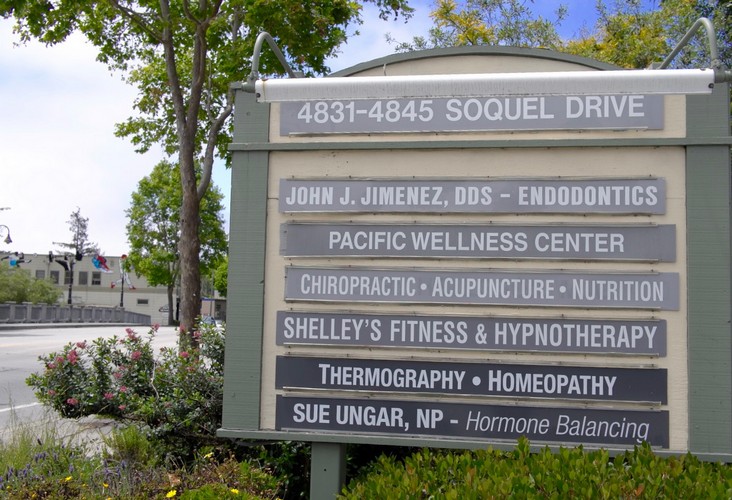 4831-4845 SOQUEL DRIVE
JOHN J. JIMENEZ, DDS - ENDODONTICS
PACIFIC WELLNESS CENTER
CHIROPRACTIC • ACUPUNCTURE • NUTRITION
SHELLEY'S FITNESS & HYPNOTHERAPY
THERMOGRAPHY • HOMEOPATHY
SUE UNGAR, NP - Hormone Balancing